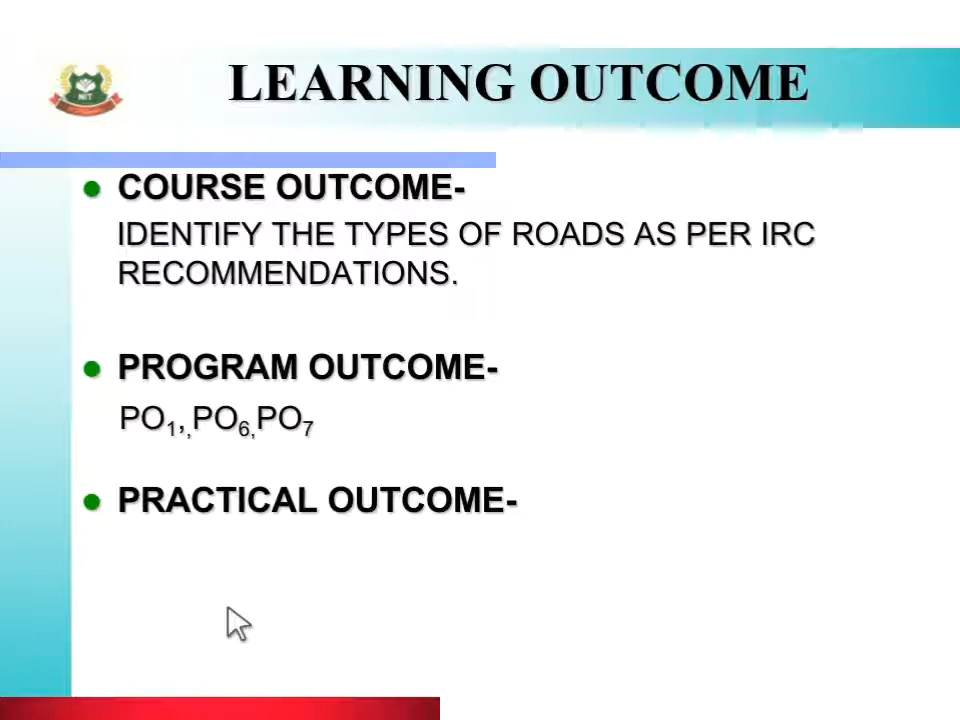 LEARNING OUTCOME
NIT
COURSE OUTCOME-
IDENTIFY THE TYPES OF ROADS AS PER IRC
RECOMMENDATIONS.
PROGRAM OUTCOME-
PO1,,PO6,PO7
PRACTICAL OUTCOME-